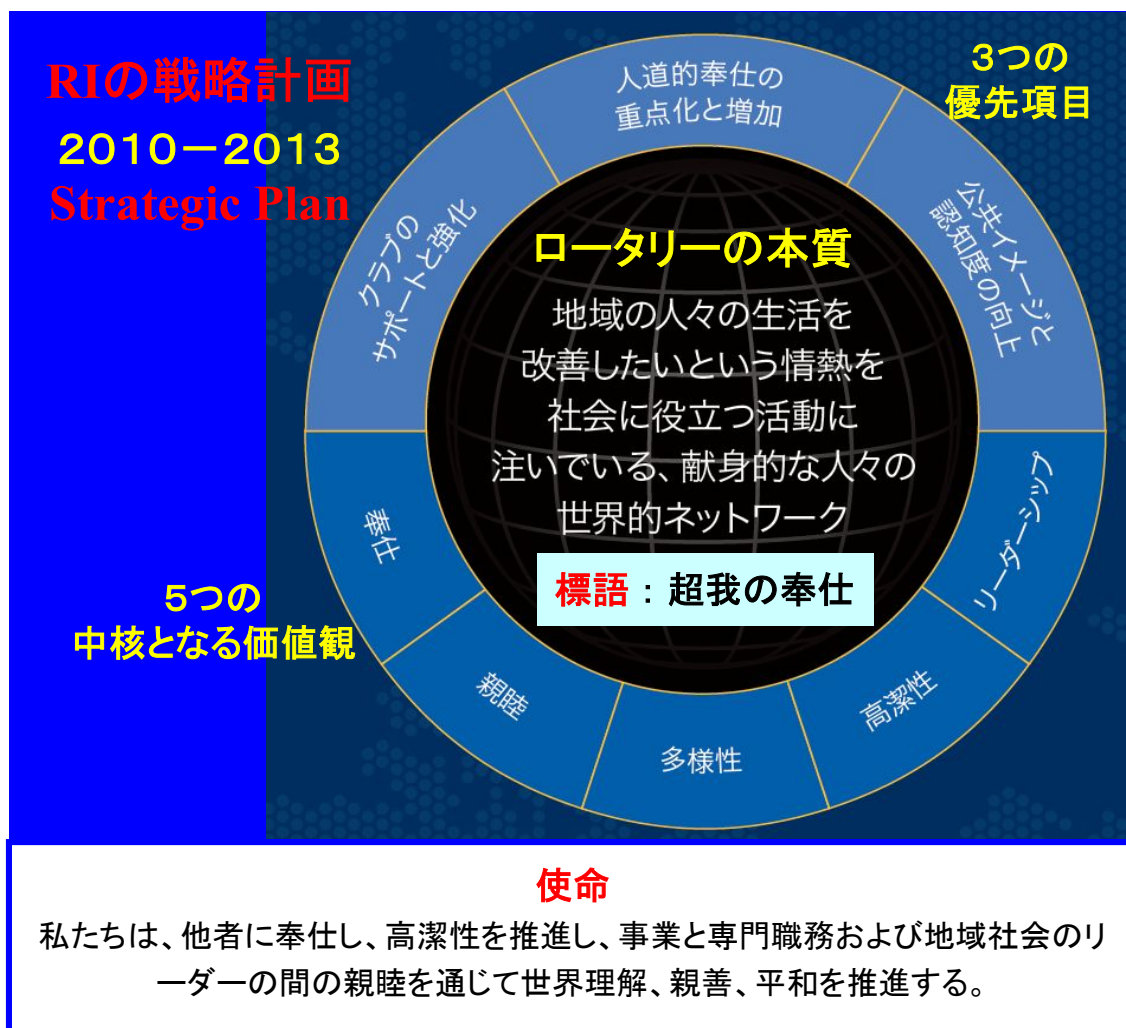 RIの戦略計画
2010－2013
Strategic Plan
3つの
優先項目
クラブの
サポートと強化
人道的奉仕の
重点化と増加
公共イメージと
認知度の向上
ロータリーの本質
地域の人々の生活を
改善したいという情熱を
社会に役立つ活動に
注いでいる、献身的な人々の
世界的ネットワーク
標語：超我の奉仕
5つの
中核となる価値観
奉仕
親睦
多様性
高潔性
リーダーシップ
使命
私たちは、他者に奉仕し、高潔性を推進し、事業と専門職務および地域社会のリ
ーダーの間の親睦を通じて世界理解、親善、平和を推進する。